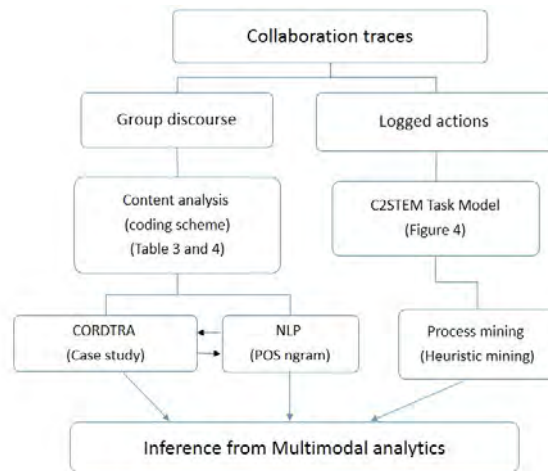 Collaboration traces
Group discourse
Logged actions
Content analysis
(coding scheme)
(Table 3 and 4)
C2STEM Task Model
(Figure 4)
CORDTRA
(Case study)
NLP
(POS ngram)
Process mining
(Heuristic mining)
Inference from Multimodal analytics